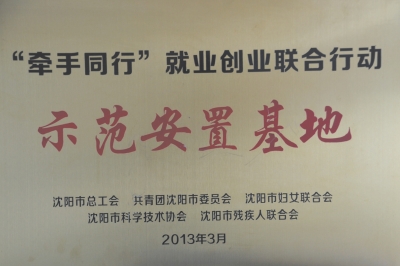 “牵手同行”就业创业联合行动
示范安置基地
沈阳市总工会 共青团沈阳市委员会 沈阳市妇女联合会
沈阳市科学技术协会 沈阳市残疾人联合会
2013年3月